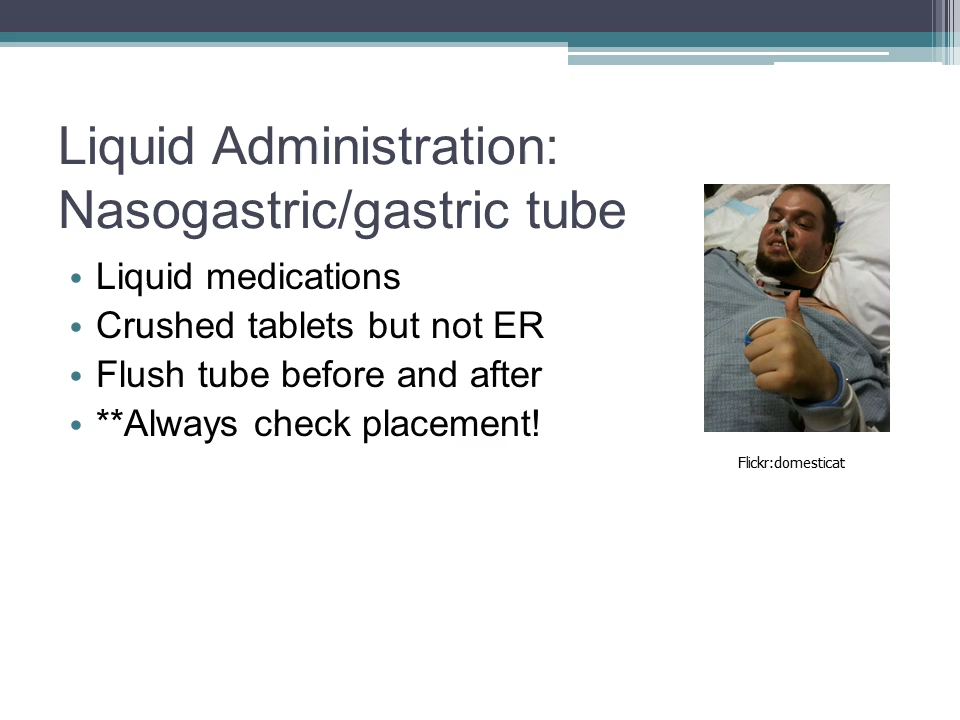 Liquid Administration:
Nasogastric/gastric tube
• Liquid medications
• Crushed tablets but not ER
• Flush tube before and after
• **Always check placement!
Flickr:domesticat